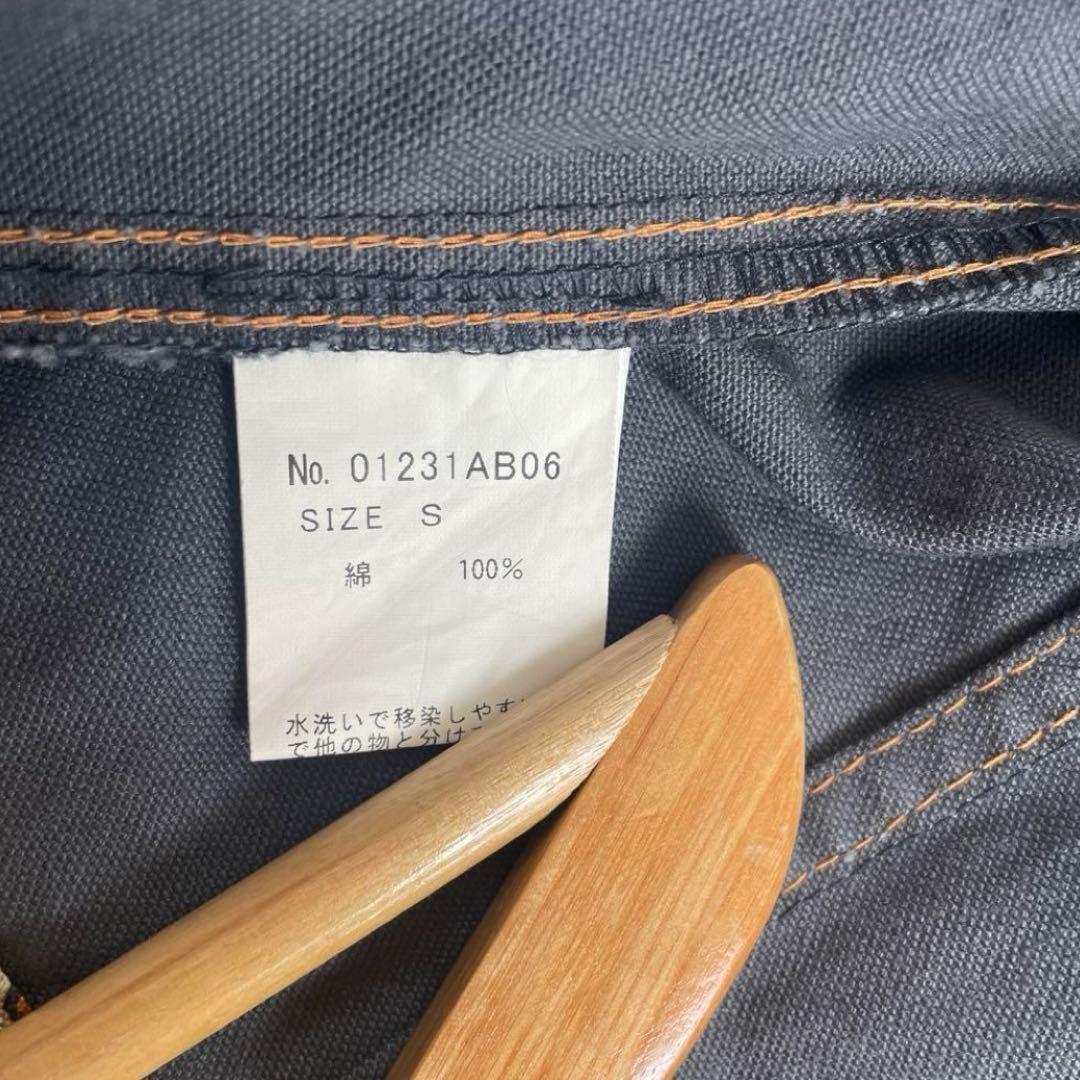 No. 01231AB06
SIZE S
綿 100%
水洗いで移染しやす
で他の物と分け